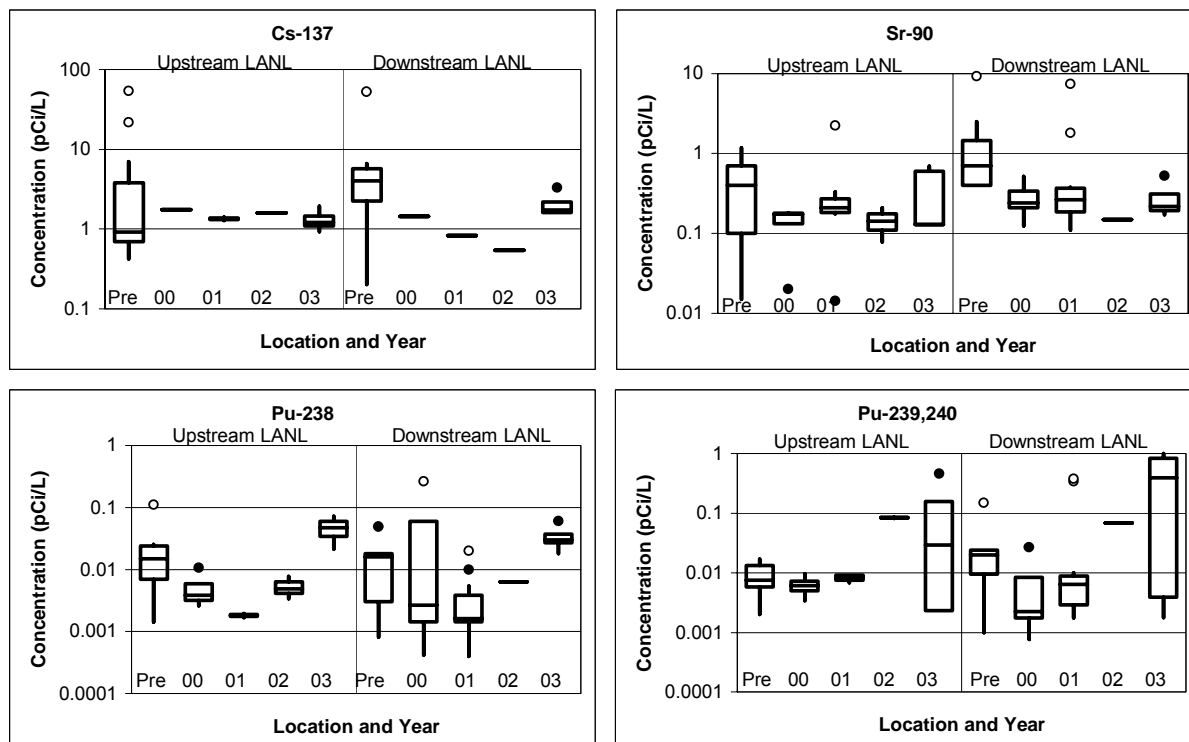 Cs-137
Upstream LANL Downstream LANL
Concentration (pCi/L)
100
10
1
0.1
Pre 00 01 02 03 Pre 00 01 02 03
Location and Year
Sr-90
Upstream LANL Downstream LANL
Concentration (pCi/L)
10
1
0.1
0.01
Pre 00 01 02 03 Pre 00 01 02 03
Location and Year
Pu-238
Upstream LANL Downstream LANL
Concentration (pCi/L)
1
0.1
0.01
0.001
0.0001
Pre 00 01 02 03 Pre 00 01 02 03
Location and Year
Pu-239,240
Upstream LANL Downstream LANL
Concentration (pCi/L)
1
0.1
0.01
0.001
0.0001
Pre 00 01 02 03 Pre 00 01 02 03
Location and Year